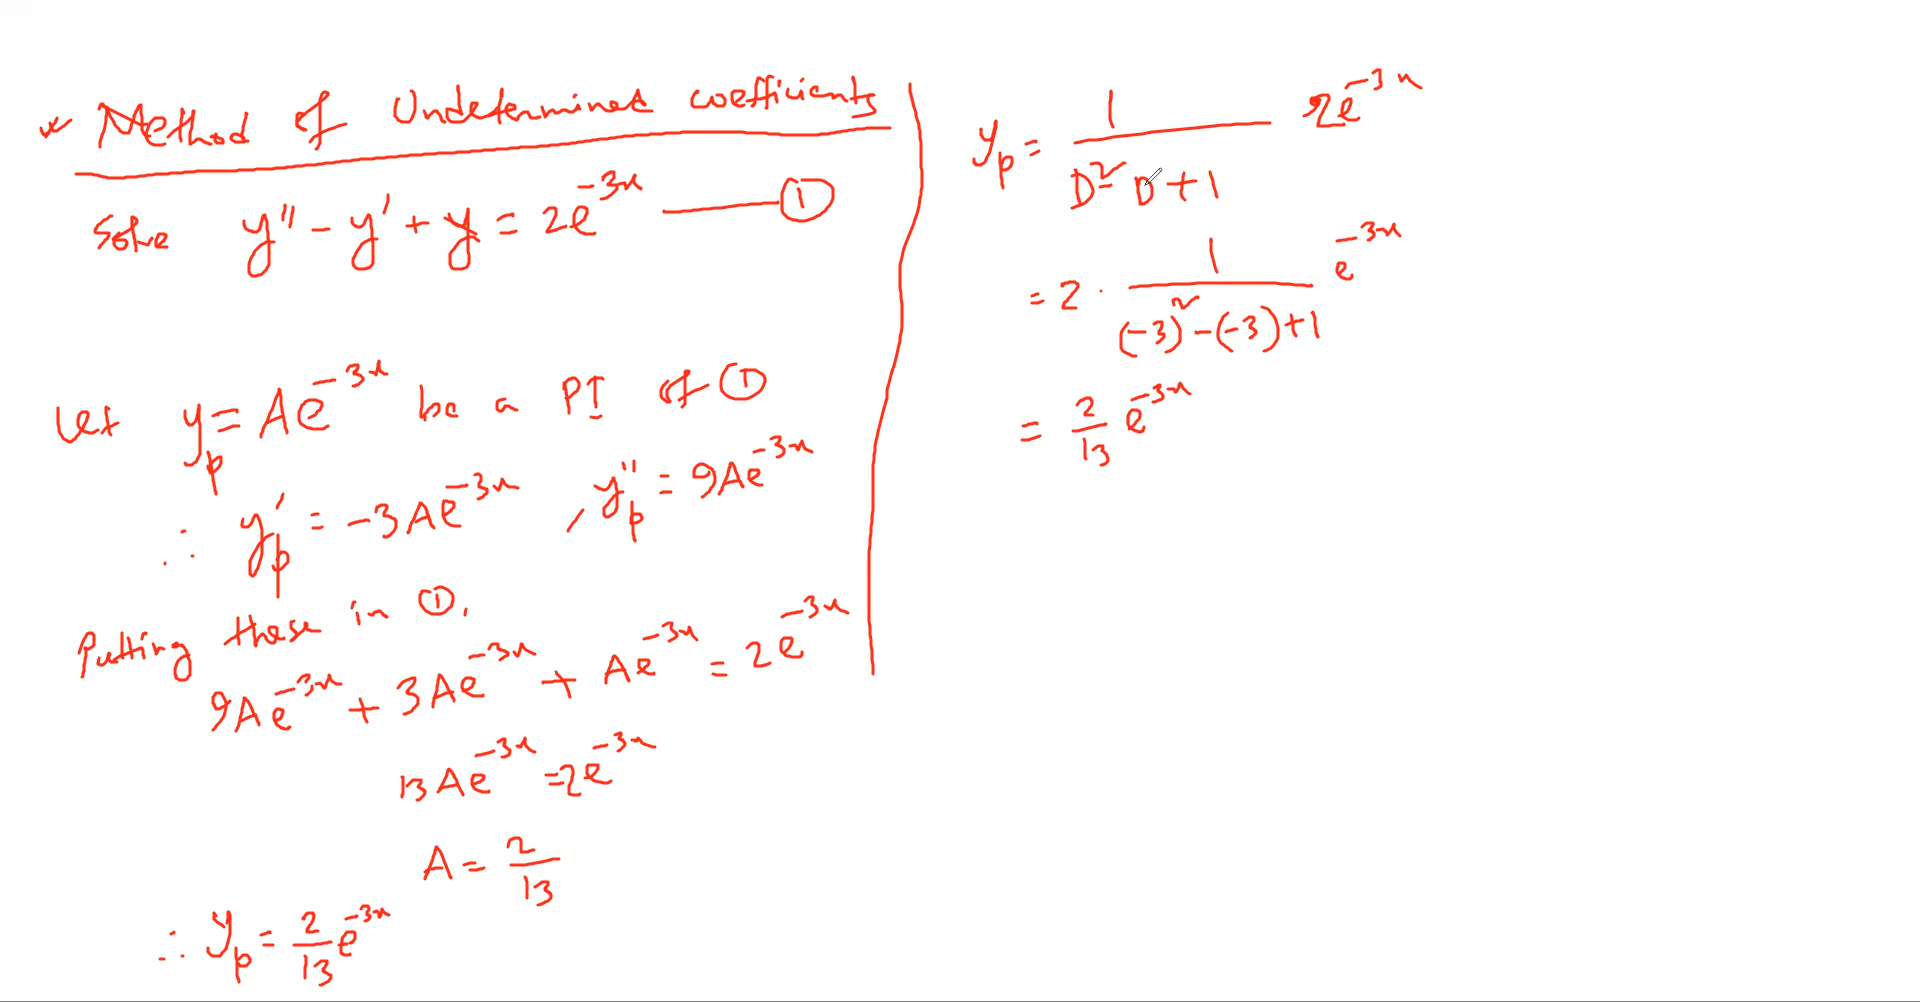 * Method of Undetermined coefficients
Solve y'' - y' + y = 2e^{-3x} ——— ①
Let y_p = Ae^{-3x} be a PI of ①
∴ y_p' = -3Ae^{-3x} , y_p'' = 9Ae^{-3x}
Putting these in ①,
9Ae^{-3x} + 3Ae^{-3x} + Ae^{-3x} = 2e^{-3x}
13Ae^{-3x} = 2e^{-3x}
A = 2/13
∴ y_p = 2/13 e^{-3x}
y_p = 1/(D² - D + 1) 2e^{-3x}
= 2 · 1/((-3)² - (-3) + 1) e^{-3x}
= 2/13 e^{-3x}